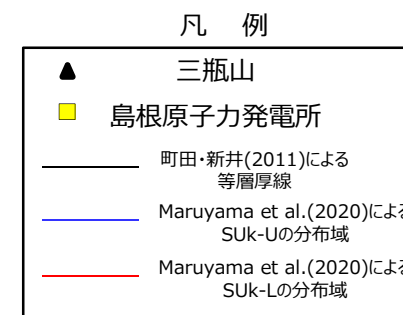 凡 例
三瓶山
島根原子力発電所
町田・新井(2011)による
等層厚線
Maruyama et al.(2020)による
SUk-Uの分布域
Maruyama et al.(2020)による
SUk-Lの分布域